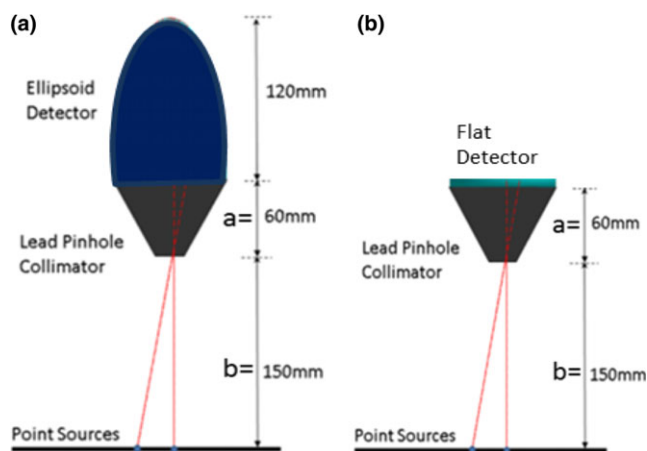 (a)
Ellipsoid
Detector
120mm
a= 60mm
Lead Pinhole
Collimator
b= 150mm
Point Sources
(b)
Flat
Detector
a= 60mm
Lead Pinhole
Collimator
b= 150mm
Point Sources